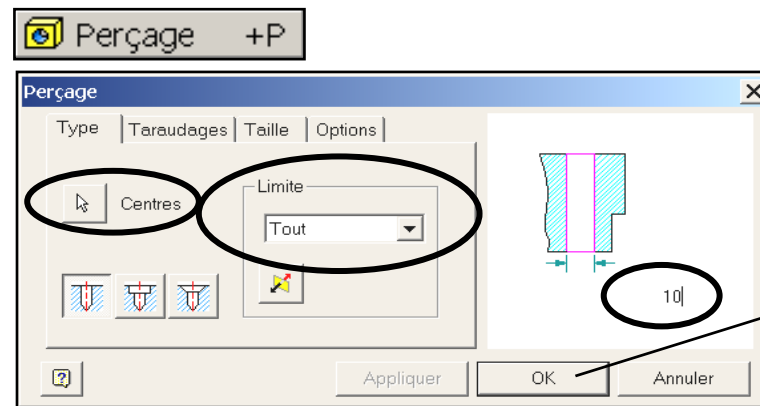 Perçage +P
Perçage
Type Taraudages Taille Options
Centres
Limite
Tout
10
Appliquer OK Annuler